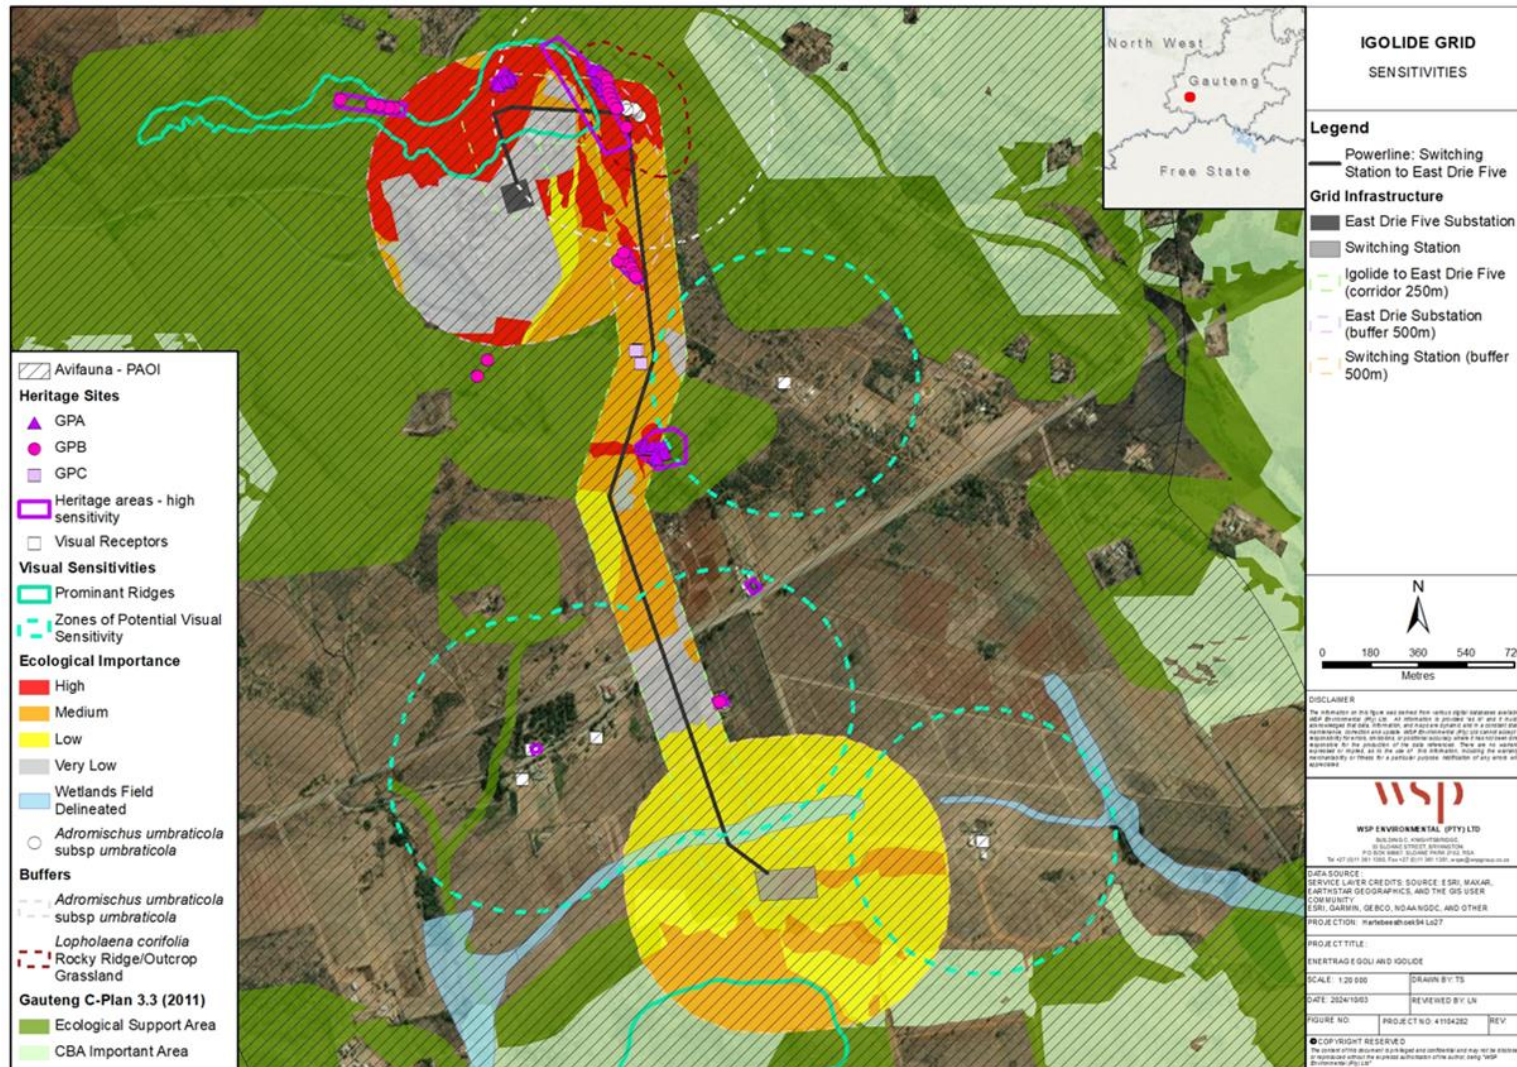 North West
Gauteng
Free State
IGOLIDE GRID
SENSITIVITIES
Legend
Powerline: Switching
Station to East Drie Five
Grid Infrastructure
East Drie Five Substation
Switching Station
Igolide to East Drie Five
(corridor 250m)
East Drie Substation
(buffer 500m)
Switching Station (buffer
500m)
Avifauna - PAOI
Heritage Sites
GPA
GPB
GPC
Heritage areas - high
sensitivity
Visual Receptors
Visual Sensitivities
Prominant Ridges
Zones of Potential Visual
Sensitivity
Ecological Importance
High
Medium
Low
Very Low
Wetlands Field
Delineated
Adromischus umbraticola
subsp umbraticola
Buffers
Adromischus umbraticola
subsp umbraticola
Lopholaena corifolia
Rocky Ridge/Outcrop
Grassland
Gauteng C-Plan 3.3 (2011)
Ecological Support Area
CBA Important Area
N
0 180 360 540 72
Metres
DISCLAIMER
wsp
WSP ENVIRONMENTAL (PTY) LTD
DATA SOURCE:
SERVICE LAYER CREDITS: SOURCE: ESRI, MAXAR,
EARTHSTAR GEOGRAPHICS, AND THE GIS USER
COMMUNITY
ESRI, GARMIN, GEBCO, NOAA NGDC, AND OTHER
PROJECTION: Hartebeesthoek94 Lo27
PROJECT TITLE:
ENERTRAG EGOLI AND IGOLIDE
SCALE: 1:20 000 DRAWN BY: TS
DATE: 2024/10/03 REVIEWED BY: LN
FIGURE NO: PROJECT NO: 41104282 REV:
COPYRIGHT RESERVED